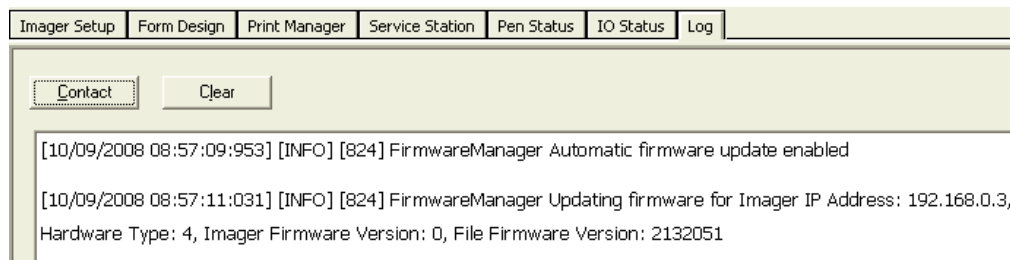 Imager Setup Form Design Print Manager Service Station Pen Status IO Status Log
Contact Clear
[10/09/2008 08:57:09:953] [INFO] [824] FirmwareManager Automatic firmware update enabled
[10/09/2008 08:57:11:031] [INFO] [824] FirmwareManager Updating firmware for Imager IP Address: 192.168.0.3,
Hardware Type: 4, Imager Firmware Version: 0, File Firmware Version: 2132051